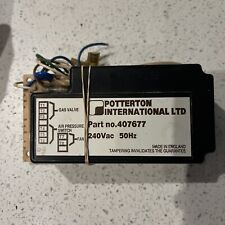 POTTERTON
INTERNATIONAL LTD
Part no.407677
240Vac 50Hz
GAS VALVE
AIR PRESSURE
SWITCH
FAN
MADE IN ENGLAND
TAMPERING INVALIDATES THE GUARANTEE